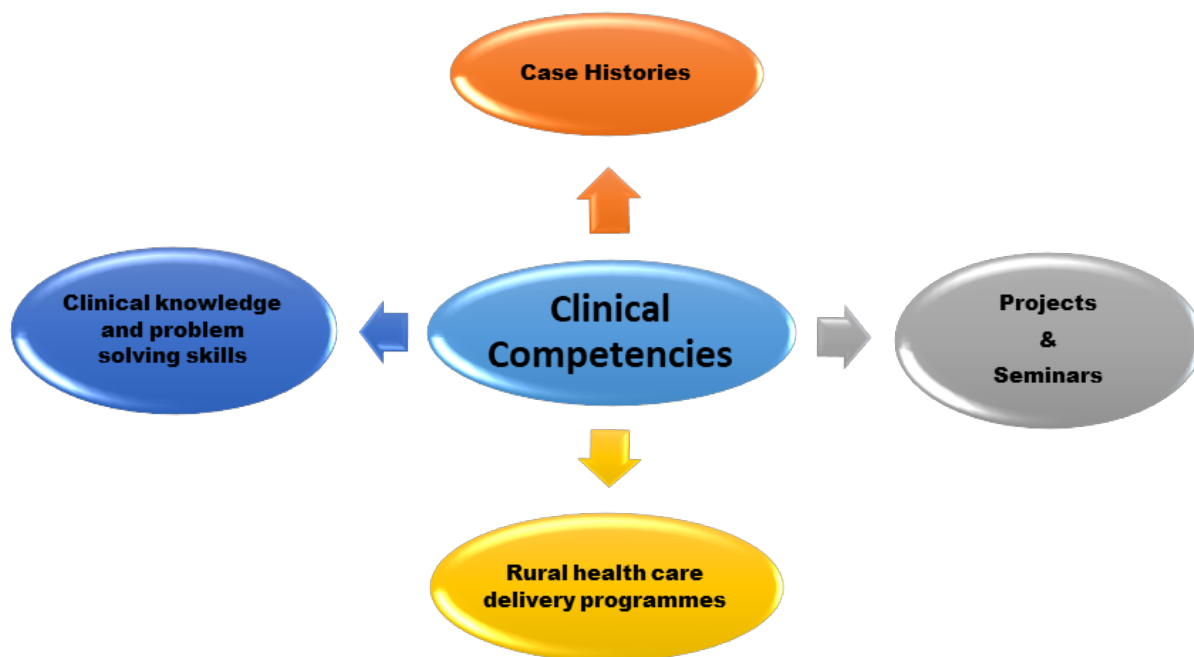 Case Histories
Clinical knowledge
and problem
solving skills
Clinical
Competencies
Projects
&
Seminars
Rural health care
delivery programmes